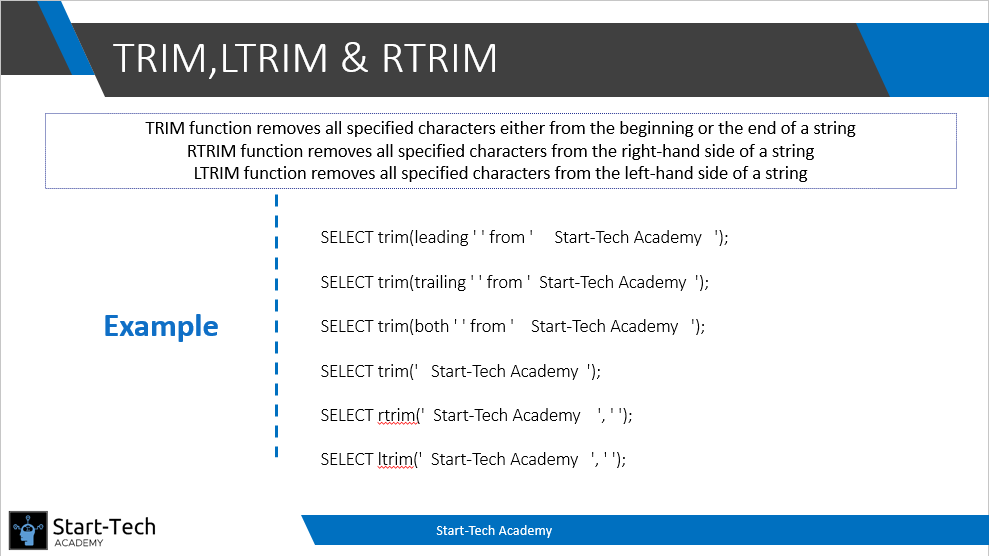 TRIM,LTRIM & RTRIM
TRIM function removes all specified characters either from the beginning or the end of a string
RTRIM function removes all specified characters from the right-hand side of a string
LTRIM function removes all specified characters from the left-hand side of a string
Example
SELECT trim(leading ' ' from '     Start-Tech Academy   ');
SELECT trim(trailing ' ' from '  Start-Tech Academy  ');
SELECT trim(both ' ' from '    Start-Tech Academy   ');
SELECT trim('   Start-Tech Academy  ');
SELECT rtrim('  Start-Tech Academy    ', ' ');
SELECT ltrim('  Start-Tech Academy   ', ' ');
Start-Tech
ACADEMY
Start-Tech Academy